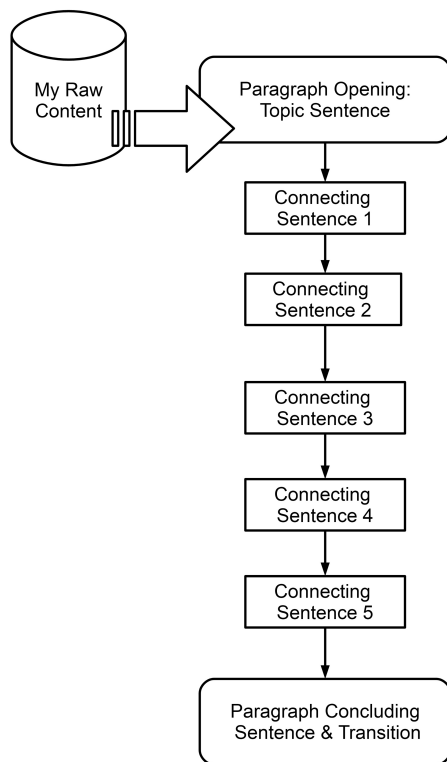 My Raw
Content
Paragraph Opening:
Topic Sentence
Connecting
Sentence 1
Connecting
Sentence 2
Connecting
Sentence 3
Connecting
Sentence 4
Connecting
Sentence 5
Paragraph Concluding
Sentence & Transition